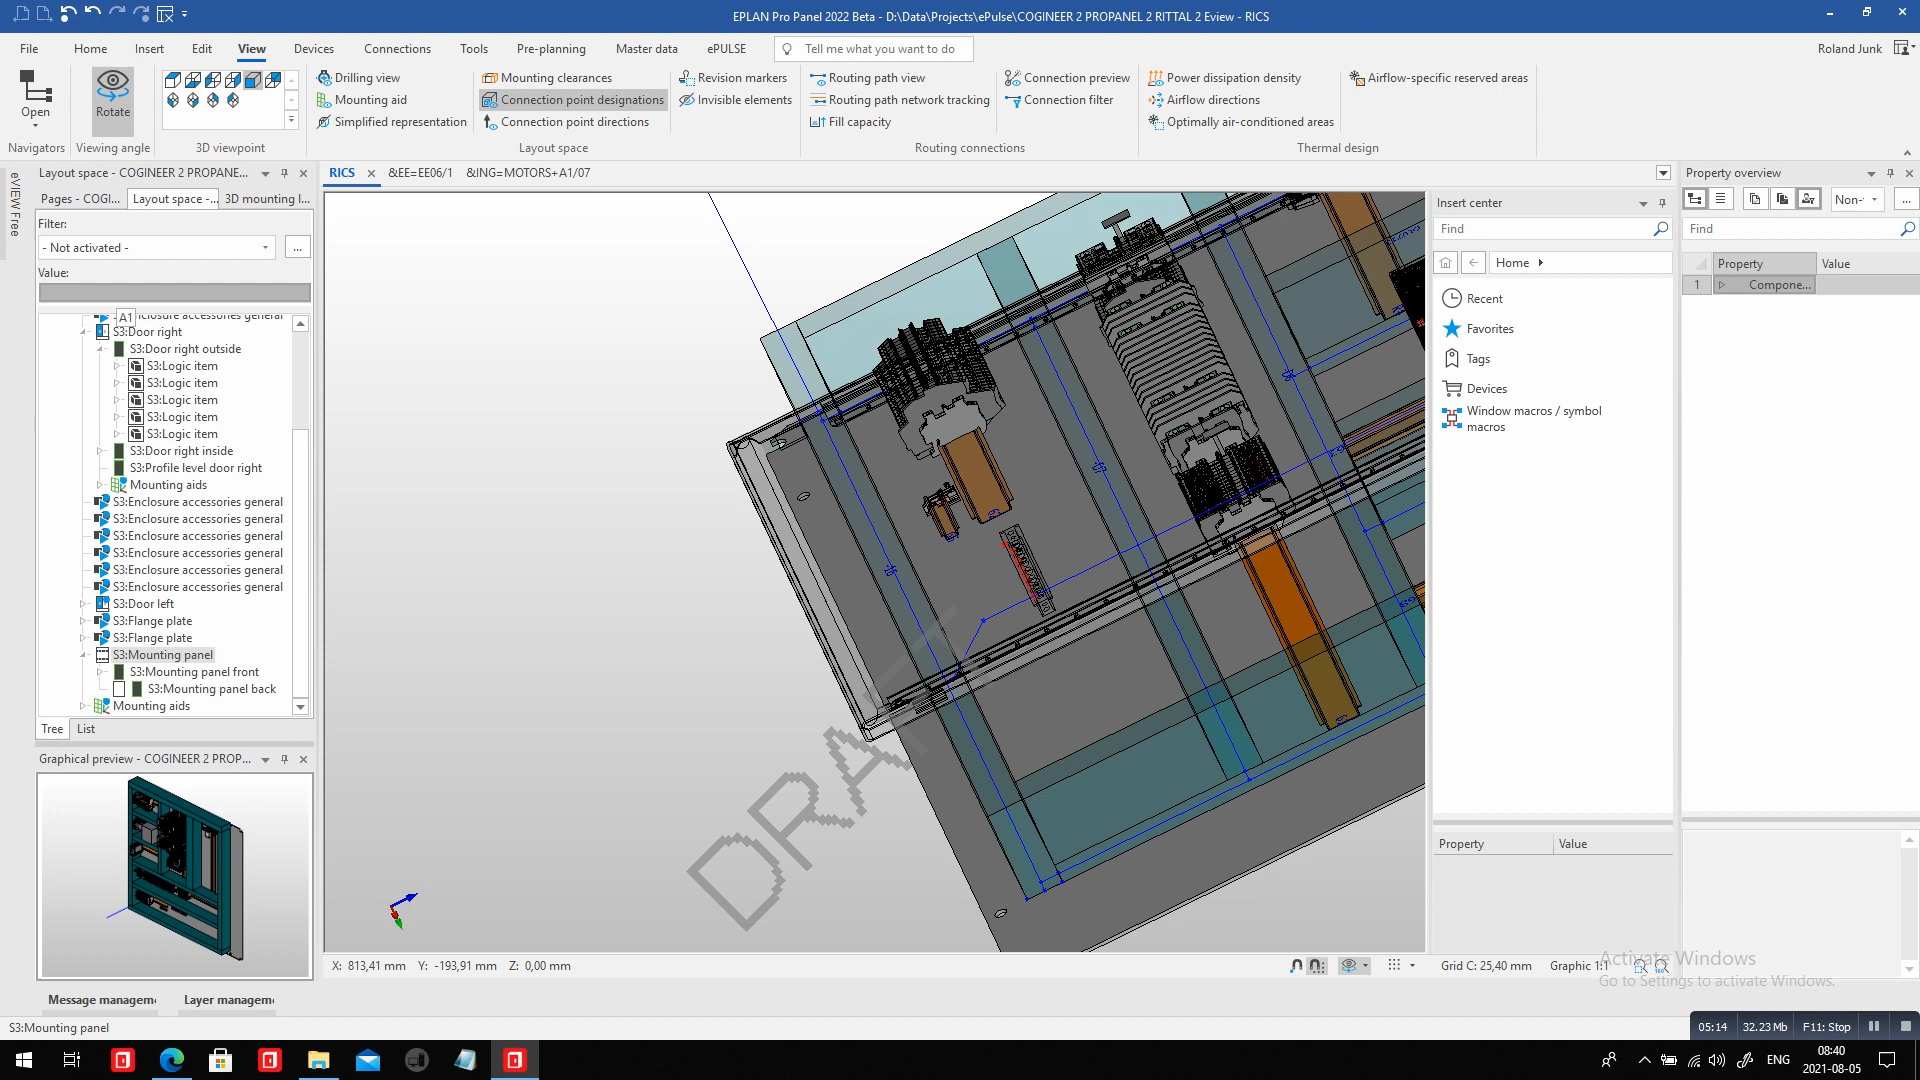 EPLAN Pro Panel 2022 Beta - D:\Data\Projects\ePulse\COGINEER 2 PROPANEL 2 RITTAL 2 Eview - RICS
File Home Insert Edit View Devices Connections Tools Pre-planning Master data ePULSE Tell me what you want to do Roland Junk
Open
Rotate
Drilling view
Mounting aid
Simplified representation
Mounting clearances
Connection point designations
Connection point directions
Revision markers
Invisible elements
Routing path view
Routing path network tracking
Fill capacity
Connection preview
Connection filter
Power dissipation density
Airflow directions
Optimally air-conditioned areas
Airflow-specific reserved areas
Navigators Viewing angle 3D viewpoint Layout space Routing connections Thermal design
eVIEW Free
Layout space - COGINEER 2 PROPANE...
Pages - COGI... Layout space -... 3D mounting l...
Filter:
- Not activated -
...
Value:
A1
S3:Door right
S3:Door right outside
S3:Logic item
S3:Logic item
S3:Logic item
S3:Logic item
S3:Logic item
S3:Door right inside
S3:Profile level door right
Mounting aids
S3:Enclosure accessories general
S3:Enclosure accessories general
S3:Enclosure accessories general
S3:Enclosure accessories general
S3:Enclosure accessories general
S3:Enclosure accessories general
S3:Door left
S3:Flange plate
S3:Flange plate
S3:Mounting panel
S3:Mounting panel front
S3:Mounting panel back
Mounting aids
Tree List
Graphical preview - COGINEER 2 PROP...
Message managem
Layer managem
S3:Mounting panel
RICS &EE=EE06/1 &ING=MOTORS+A1/07
DRAFT
X: 813,41 mm Y: -193,91 mm Z: 0,00 mm
Grid C: 25,40 mm Graphic 1:1
Insert center
Find
Home
Recent
Favorites
Tags
Devices
Window macros / symbol
macros
Property Value
Property overview
Non-
...
Find
Property Value
1 Compone...
Activate Windows
Go to Settings to activate Windows.
05:14 32.23 Mb F11: Stop
ENG
08:40
2021-08-05